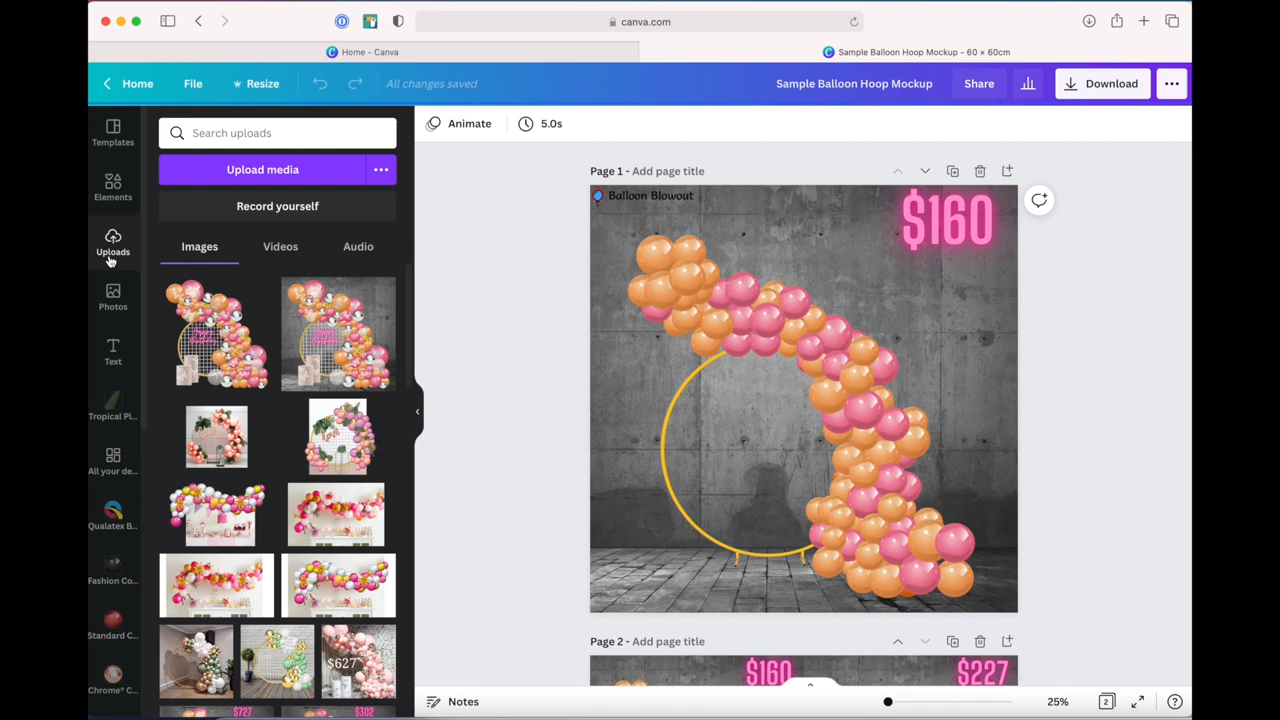 canva.com
Home - Canva
Sample Balloon Hoop Mockup - 60 × 60cm
Home
File
Resize
All changes saved
Sample Balloon Hoop Mockup
Share
Download
Templates
Elements
Uploads
Photos
Text
Tropical Pl...
All your de...
Qualatex B...
Fashion Co...
Standard C...
Chrome® C...
Search uploads
Upload media
Record yourself
Images
Videos
Audio
$627
$727
$302
Animate
5.0s
Page 1 - Add page title
Balloon Blowout
$160
Page 2 - Add page title
$160
$227
Notes
25%
2